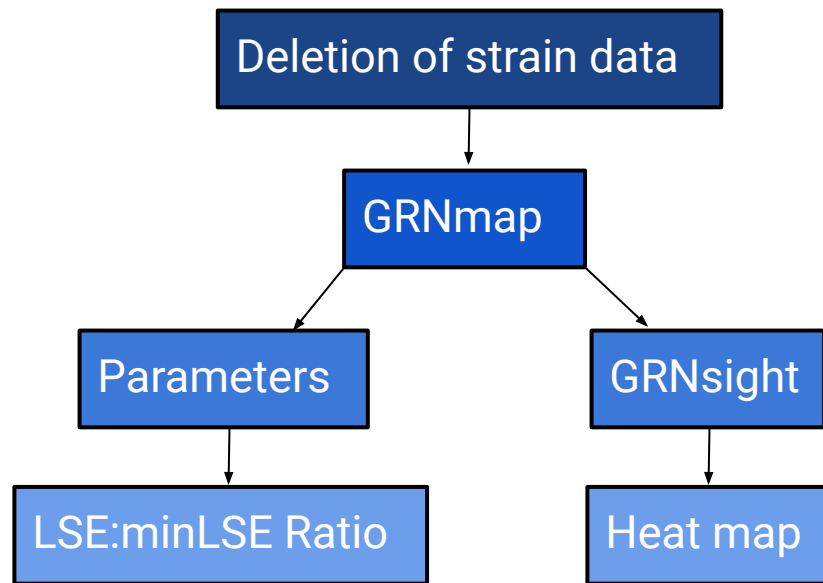 Deletion of strain data
GRNmap
Parameters
GRNsight
LSE:minLSE Ratio
Heat map